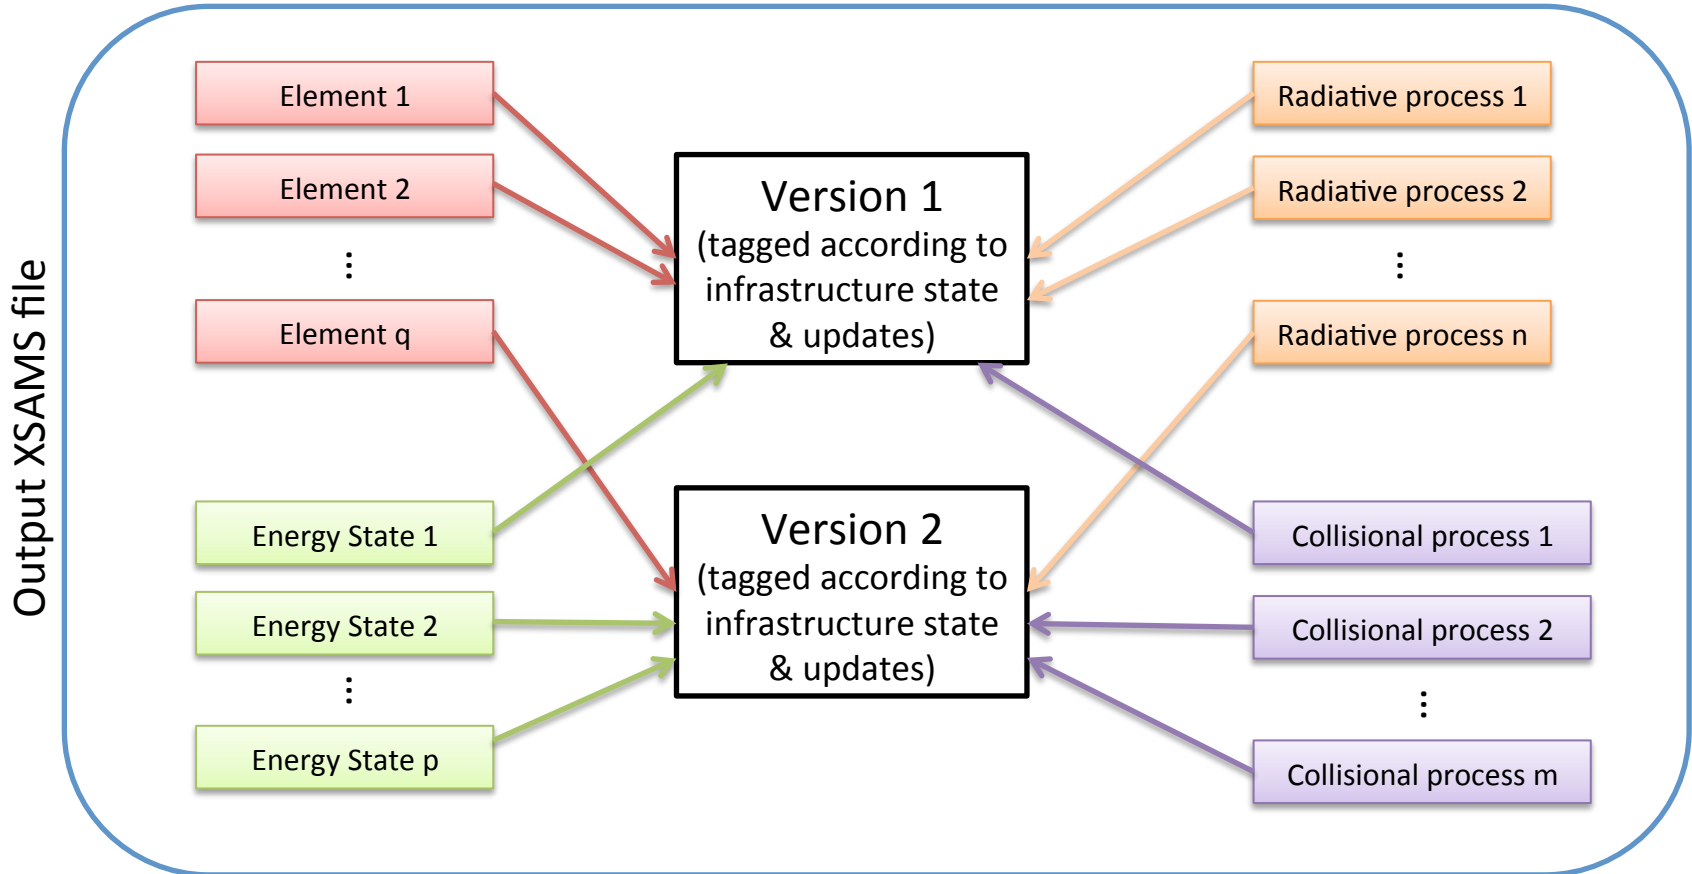 Output XSAMS file
Element 1
Element 2
...
Element q
Energy State 1
Energy State 2
...
Energy State p
Version 1
(tagged according to
infrastructure state
& updates)
Version 2
(tagged according to
infrastructure state
& updates)
Radiative process 1
Radiative process 2
...
Radiative process n
Collisional process 1
Collisional process 2
...
Collisional process m